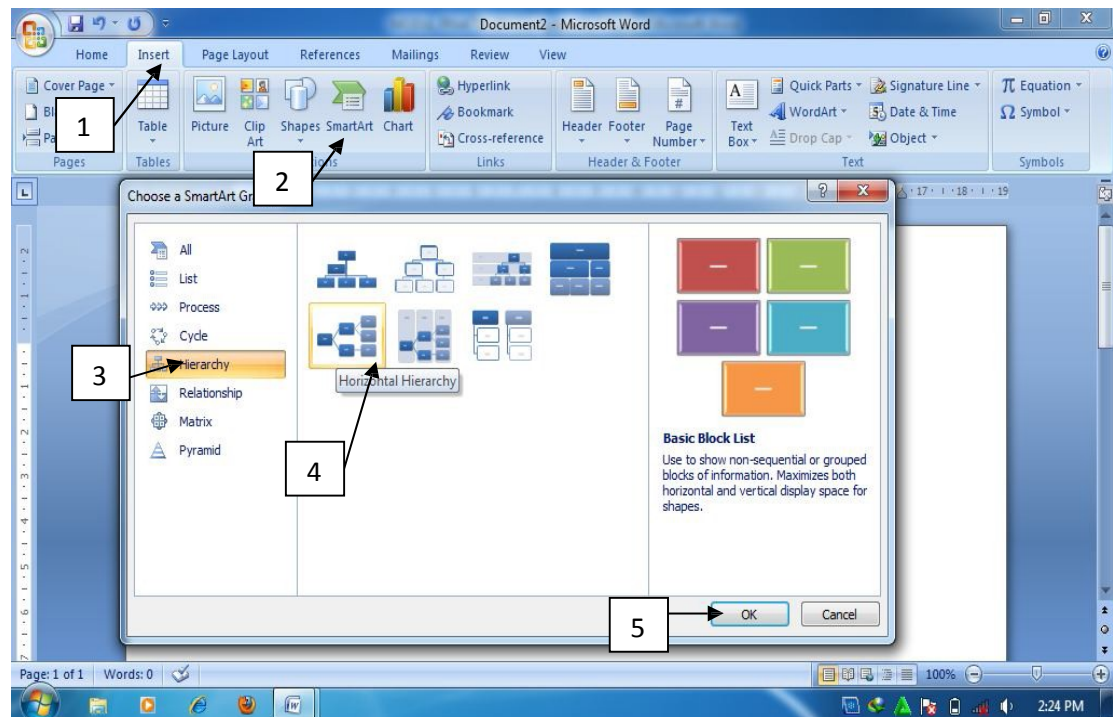 Document2 - Microsoft Word
Home Insert Page Layout References Mailings Review View
Cover Page
Table
Picture
Clip Art
Shapes
SmartArt
Chart
Hyperlink
Bookmark
Cross-reference
Header
Footer
Page Number
Text Box
Quick Parts
WordArt
Drop Cap
Signature Line
Date & Time
Object
π Equation
Ω Symbol
Pages Tables Links Header & Footer Text Symbols
1
2
Choose a SmartArt
17 18 19
All
List
Process
Cycle
Hierarchy
Relationship
Matrix
Pyramid
3
Horizontal Hierarchy
4
Basic Block List
Use to show non-sequential or grouped
blocks of information. Maximizes both
horizontal and vertical display space for
shapes.
5
OK Cancel
Page: 1 of 1 Words: 0 100%
2:24 PM